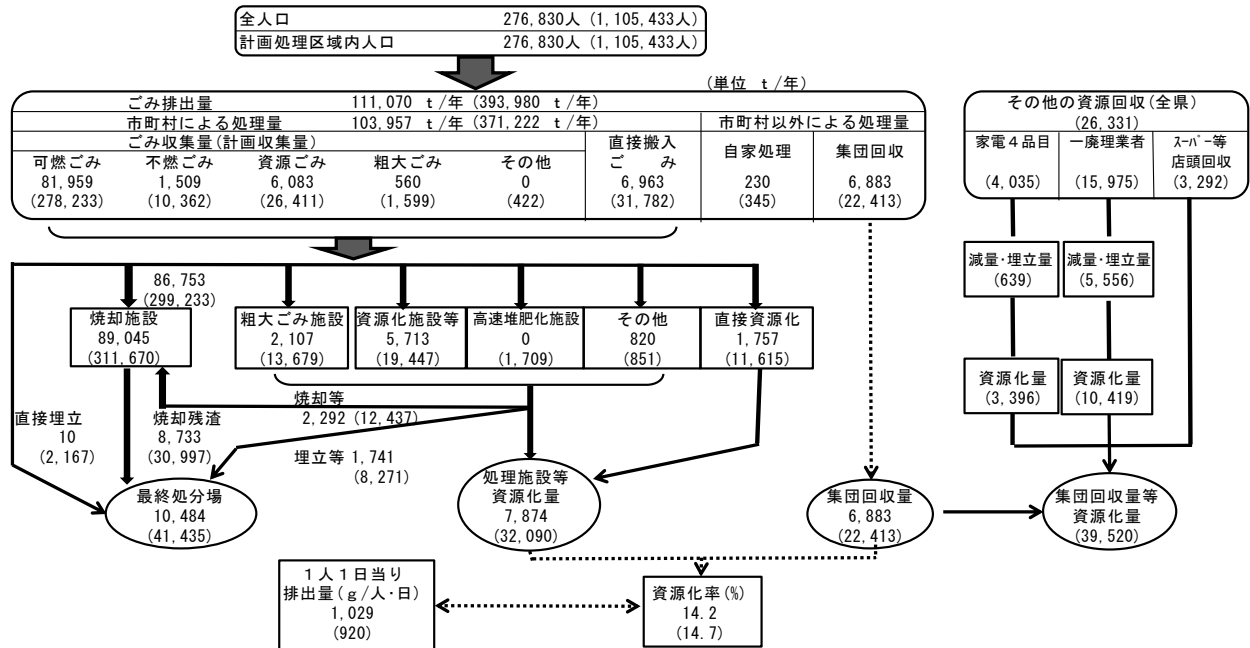 全人口 276,830人 (1,105,433人)
計画処理区域内人口 276,830人 (1,105,433人)
(単位 t/年)
ごみ排出量 111,070 t/年 (393,980 t/年)
市町村による処理量 103,957 t/年 (371,222 t/年) 市町村以外による処理量
ごみ収集量(計画収集量)
可燃ごみ 不燃ごみ 資源ごみ 粗大ごみ その他
81,959 1,509 6,083 560 0
(278,233) (10,362) (26,411) (1,599) (422)
直接搬入
ごみ
6,963
(31,782)
自家処理
230
(345)
集団回収
6,883
(22,413)
その他の資源回収(全県)
(26,331)
家電4品目
(4,035)
一廃理業者
(15,975)
スーパー等
店頭回収
(3,292)
減量・埋立量
(639)
減量・埋立量
(5,556)
資源化量
(3,396)
資源化量
(10,419)
86,753
(299,233)
焼却施設
89,045
(311,670)
粗大ごみ施設
2,107
(13,679)
資源化施設等
5,713
(19,447)
高速堆肥化施設
0
(1,709)
その他
820
(851)
直接資源化
1,757
(11,615)
焼却等
2,292 (12,437)
直接埋立
10
(2,167)
焼却残渣
8,733
(30,997)
埋立等 1,741
(8,271)
最終処分場
10,484
(41,435)
処理施設等
資源化量
7,874
(32,090)
集団回収量
6,883
(22,413)
集団回収量等
資源化量
(39,520)
1人1日当り
排出量(g/人・日)
1,029
(920)
資源化率(%)
14.2
(14.7)